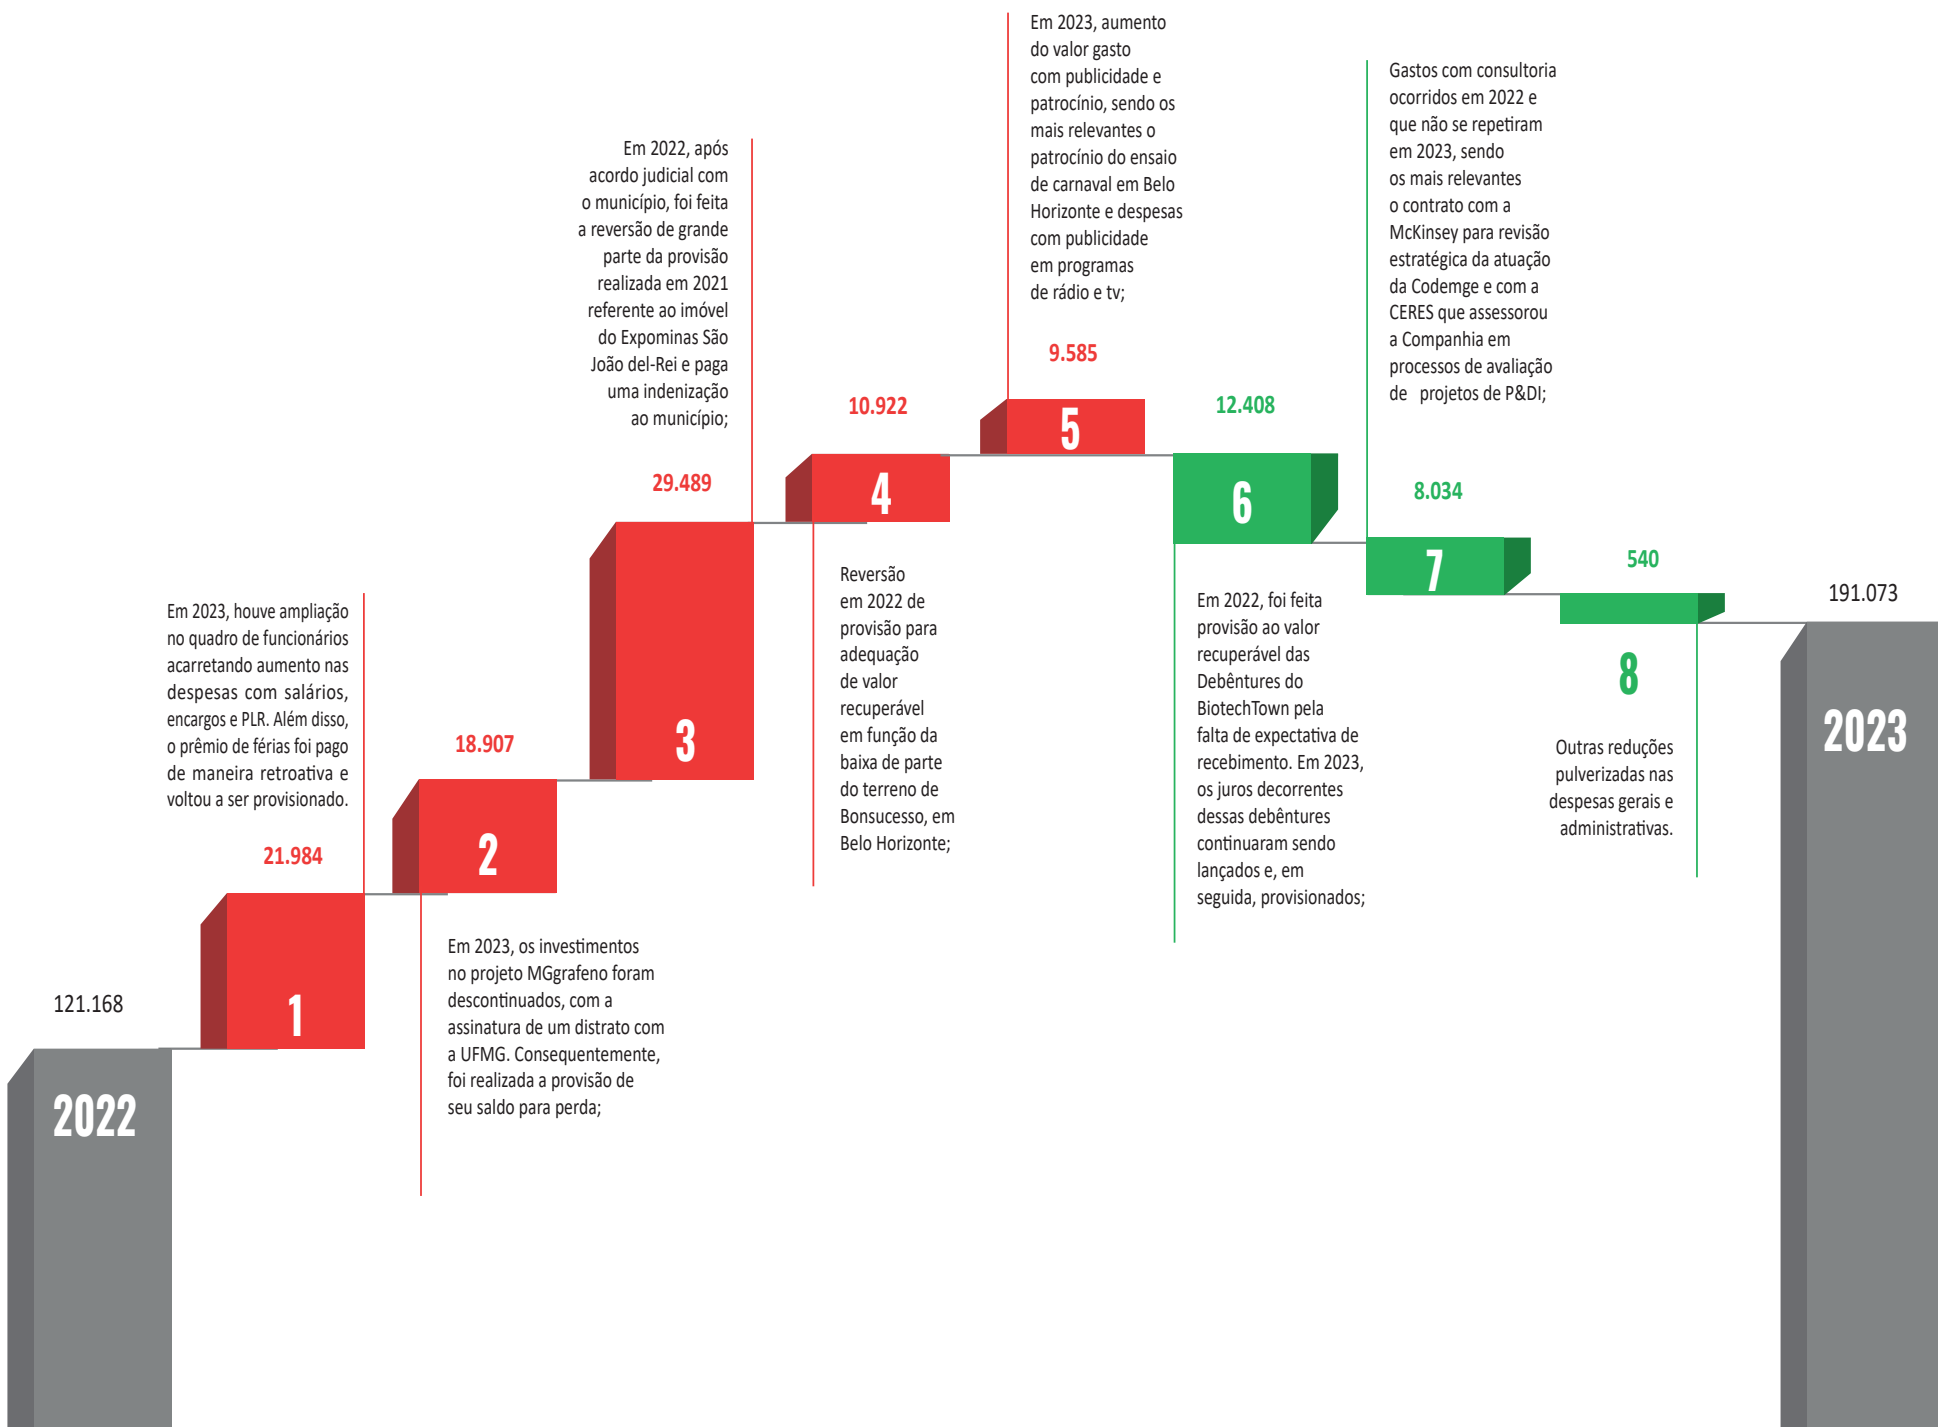 121.168
2022
Em 2023, houve ampliação
no quadro de funcionários
acarretando aumento nas
despesas com salários,
encargos e PLR. Além disso,
o prêmio de férias foi pago
de maneira retroativa e
voltou a ser provisionado.
21.984
1
18.907
2
Em 2023, os investimentos
no projeto MGgrafeno foram
descontinuados, com a
assinatura de um distrato com
a UFMG. Consequentemente,
foi realizada a provisão de
seu saldo para perda;
Em 2022, após
acordo judicial com
o município, foi feita
a reversão de grande
parte da provisão
realizada em 2021
referente ao imóvel
do Expominas São
João del-Rei e paga
uma indenização
ao município;
29.489
3
10.922
4
Reversão
em 2022 de
provisão para
adequação
de valor
recuperável
em função da
baixa de parte
do terreno de
Bonsucesso, em
Belo Horizonte;
Em 2023, aumento
do valor gasto
com publicidade e
patrocínio, sendo os
mais relevantes o
patrocínio do ensaio
de carnaval em Belo
Horizonte e despesas
com publicidade
em programas
de rádio e tv;
9.585
5
12.408
6
Em 2022, foi feita
provisão ao valor
recuperável das
Debêntures do
BiotechTown pela
falta de expectativa de
recebimento. Em 2023,
os juros decorrentes
dessas debêntures
continuaram sendo
lançados e, em
seguida, provisionados;
Gastos com consultoria
ocorridos em 2022 e
que não se repetiram
em 2023, sendo
os mais relevantes
o contrato com a
McKinsey para revisão
estratégica da atuação
da Codemge e com a
CERES que assessorou
a Companhia em
processos de avaliação
de projetos de P&DI;
8.034
7
540
8
Outras reduções
pulverizadas nas
despesas gerais e
administrativas.
191.073
2023